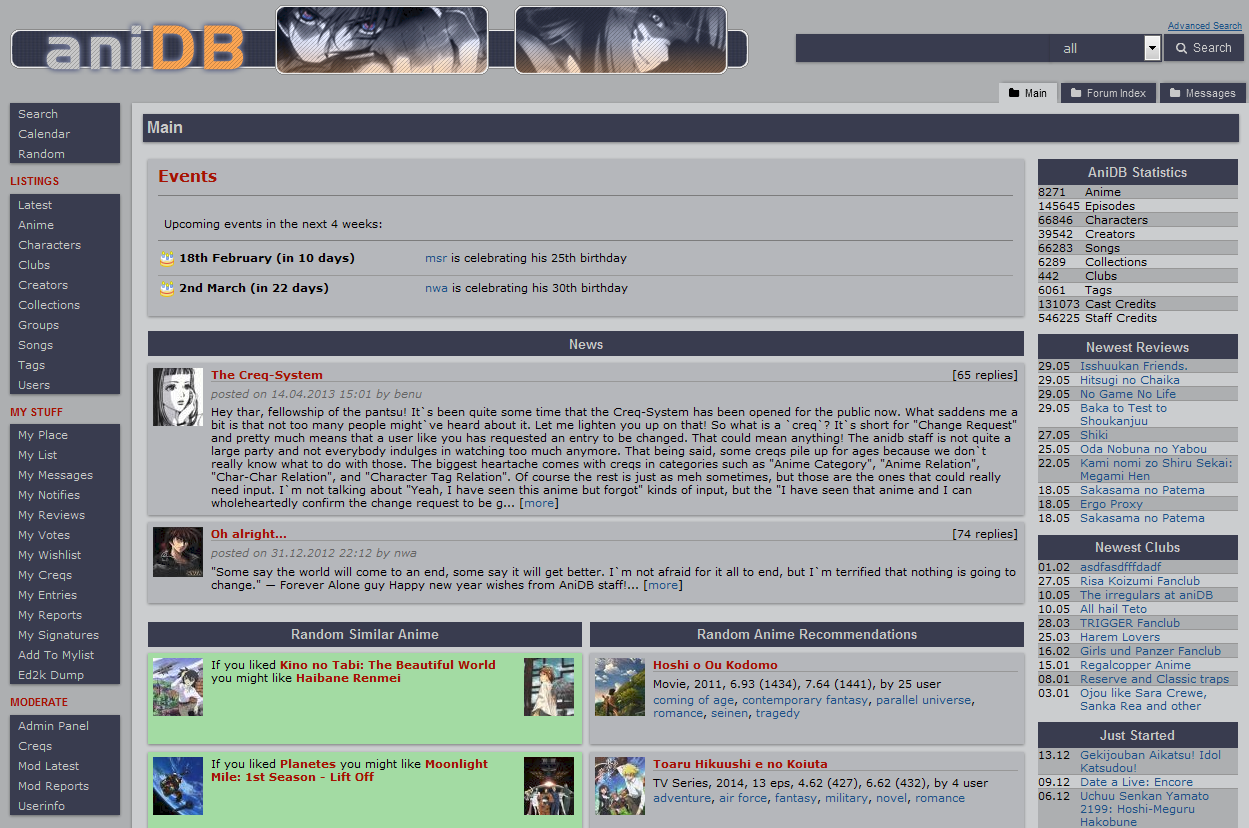 aniDB
Advanced Search
all
Search
Main
Forum Index
Messages
Search
Calendar
Random
LISTINGS
Latest
Anime
Characters
Clubs
Creators
Collections
Groups
Songs
Tags
Users
MY STUFF
My Place
My List
My Messages
My Notifies
My Reviews
My Votes
My Wishlist
My Creqs
My Entries
My Reports
My Signatures
Add To Mylist
Ed2k Dump
MODERATE
Admin Panel
Creqs
Mod Latest
Mod Reports
Userinfo
Main
Events
Upcoming events in the next 4 weeks:
18th February (in 10 days) msr is celebrating his 25th birthday
2nd March (in 22 days) nwa is celebrating his 30th birthday
News
The Creq-System [65 replies]
posted on 14.04.2013 15:01 by benu
Hey thar, fellowship of the pantsu! It`s been quite some time that the Creq-System has been opened for the public now. What saddens me a
bit is that not too many people might`ve heard about it. Let me lighten you up on that! So what is a `creq`? It`s short for "Change Request"
and pretty much means that a user like you has requested an entry to be changed. That could mean anything! The anidb staff is not quite a
large party and not everybody indulges in watching too much anymore. That being said, some creqs pile up for ages because we don`t
really know what to do with those. The biggest heartache comes with creqs in categories such as "Anime Category", "Anime Relation",
"Char-Char Relation", and "Character Tag Relation". Of course the rest is just as meh sometimes, but those are the ones that could really
need input. I`m not talking about "Yeah, I have seen this anime but forgot" kinds of input, but the "I have seen that anime and I can
wholeheartedly confirm the change request to be g... [more]
Oh alright... [74 replies]
posted on 31.12.2012 22:12 by nwa
"Some say the world will come to an end, some say it will get better. I`m not afraid for it all to end, but I`m terrified that nothing is going to
change." — Forever Alone guy Happy new year wishes from AniDB staff!... [more]
Random Similar Anime
If you liked Kino no Tabi: The Beautiful World
you might like Haibane Renmei
If you liked Planetes you might like Moonlight
Mile: 1st Season - Lift Off
Random Anime Recommendations
Hoshi o Ou Kodomo
Movie, 2011, 6.93 (1434), 7.64 (1441), by 25 user
coming of age, contemporary fantasy, parallel universe,
romance, seinen, tragedy
Toaru Hikuushi e no Koiuta
TV Series, 2014, 13 eps, 4.62 (427), 6.62 (432), by 4 user
adventure, air force, fantasy, military, novel, romance
AniDB Statistics
8271 Anime
145645 Episodes
66846 Characters
39542 Creators
66283 Songs
6289 Collections
442 Clubs
6061 Tags
131073 Cast Credits
546225 Staff Credits
Newest Reviews
29.05 Isshuukan Friends.
29.05 Hitsugi no Chaika
29.05 No Game No Life
29.05 Baka to Test to
Shoukanjuu
27.05 Shiki
25.05 Oda Nobuna no Yabou
22.05 Kami nomi zo Shiru Sekai:
Megami Hen
18.05 Sakasama no Patema
18.05 Ergo Proxy
18.05 Sakasama no Patema
Newest Clubs
01.02 asdfasdfffdadf
27.05 Risa Koizumi Fanclub
10.05 The irregulars at aniDB
10.05 All hail Teto
28.03 TRIGGER Fanclub
25.03 Harem Lovers
16.02 Girls und Panzer Fanclub
15.01 Regalcopper Anime
08.01 Reserve and Classic traps
03.01 Ojou like Sara Crewe,
Sanka Rea and other
Just Started
13.12 Gekijouban Aikatsu! Idol
Katsudou!
09.12 Date a Live: Encore
06.12 Uchuu Senkan Yamato
2199: Hoshi-Meguru
Hakobune